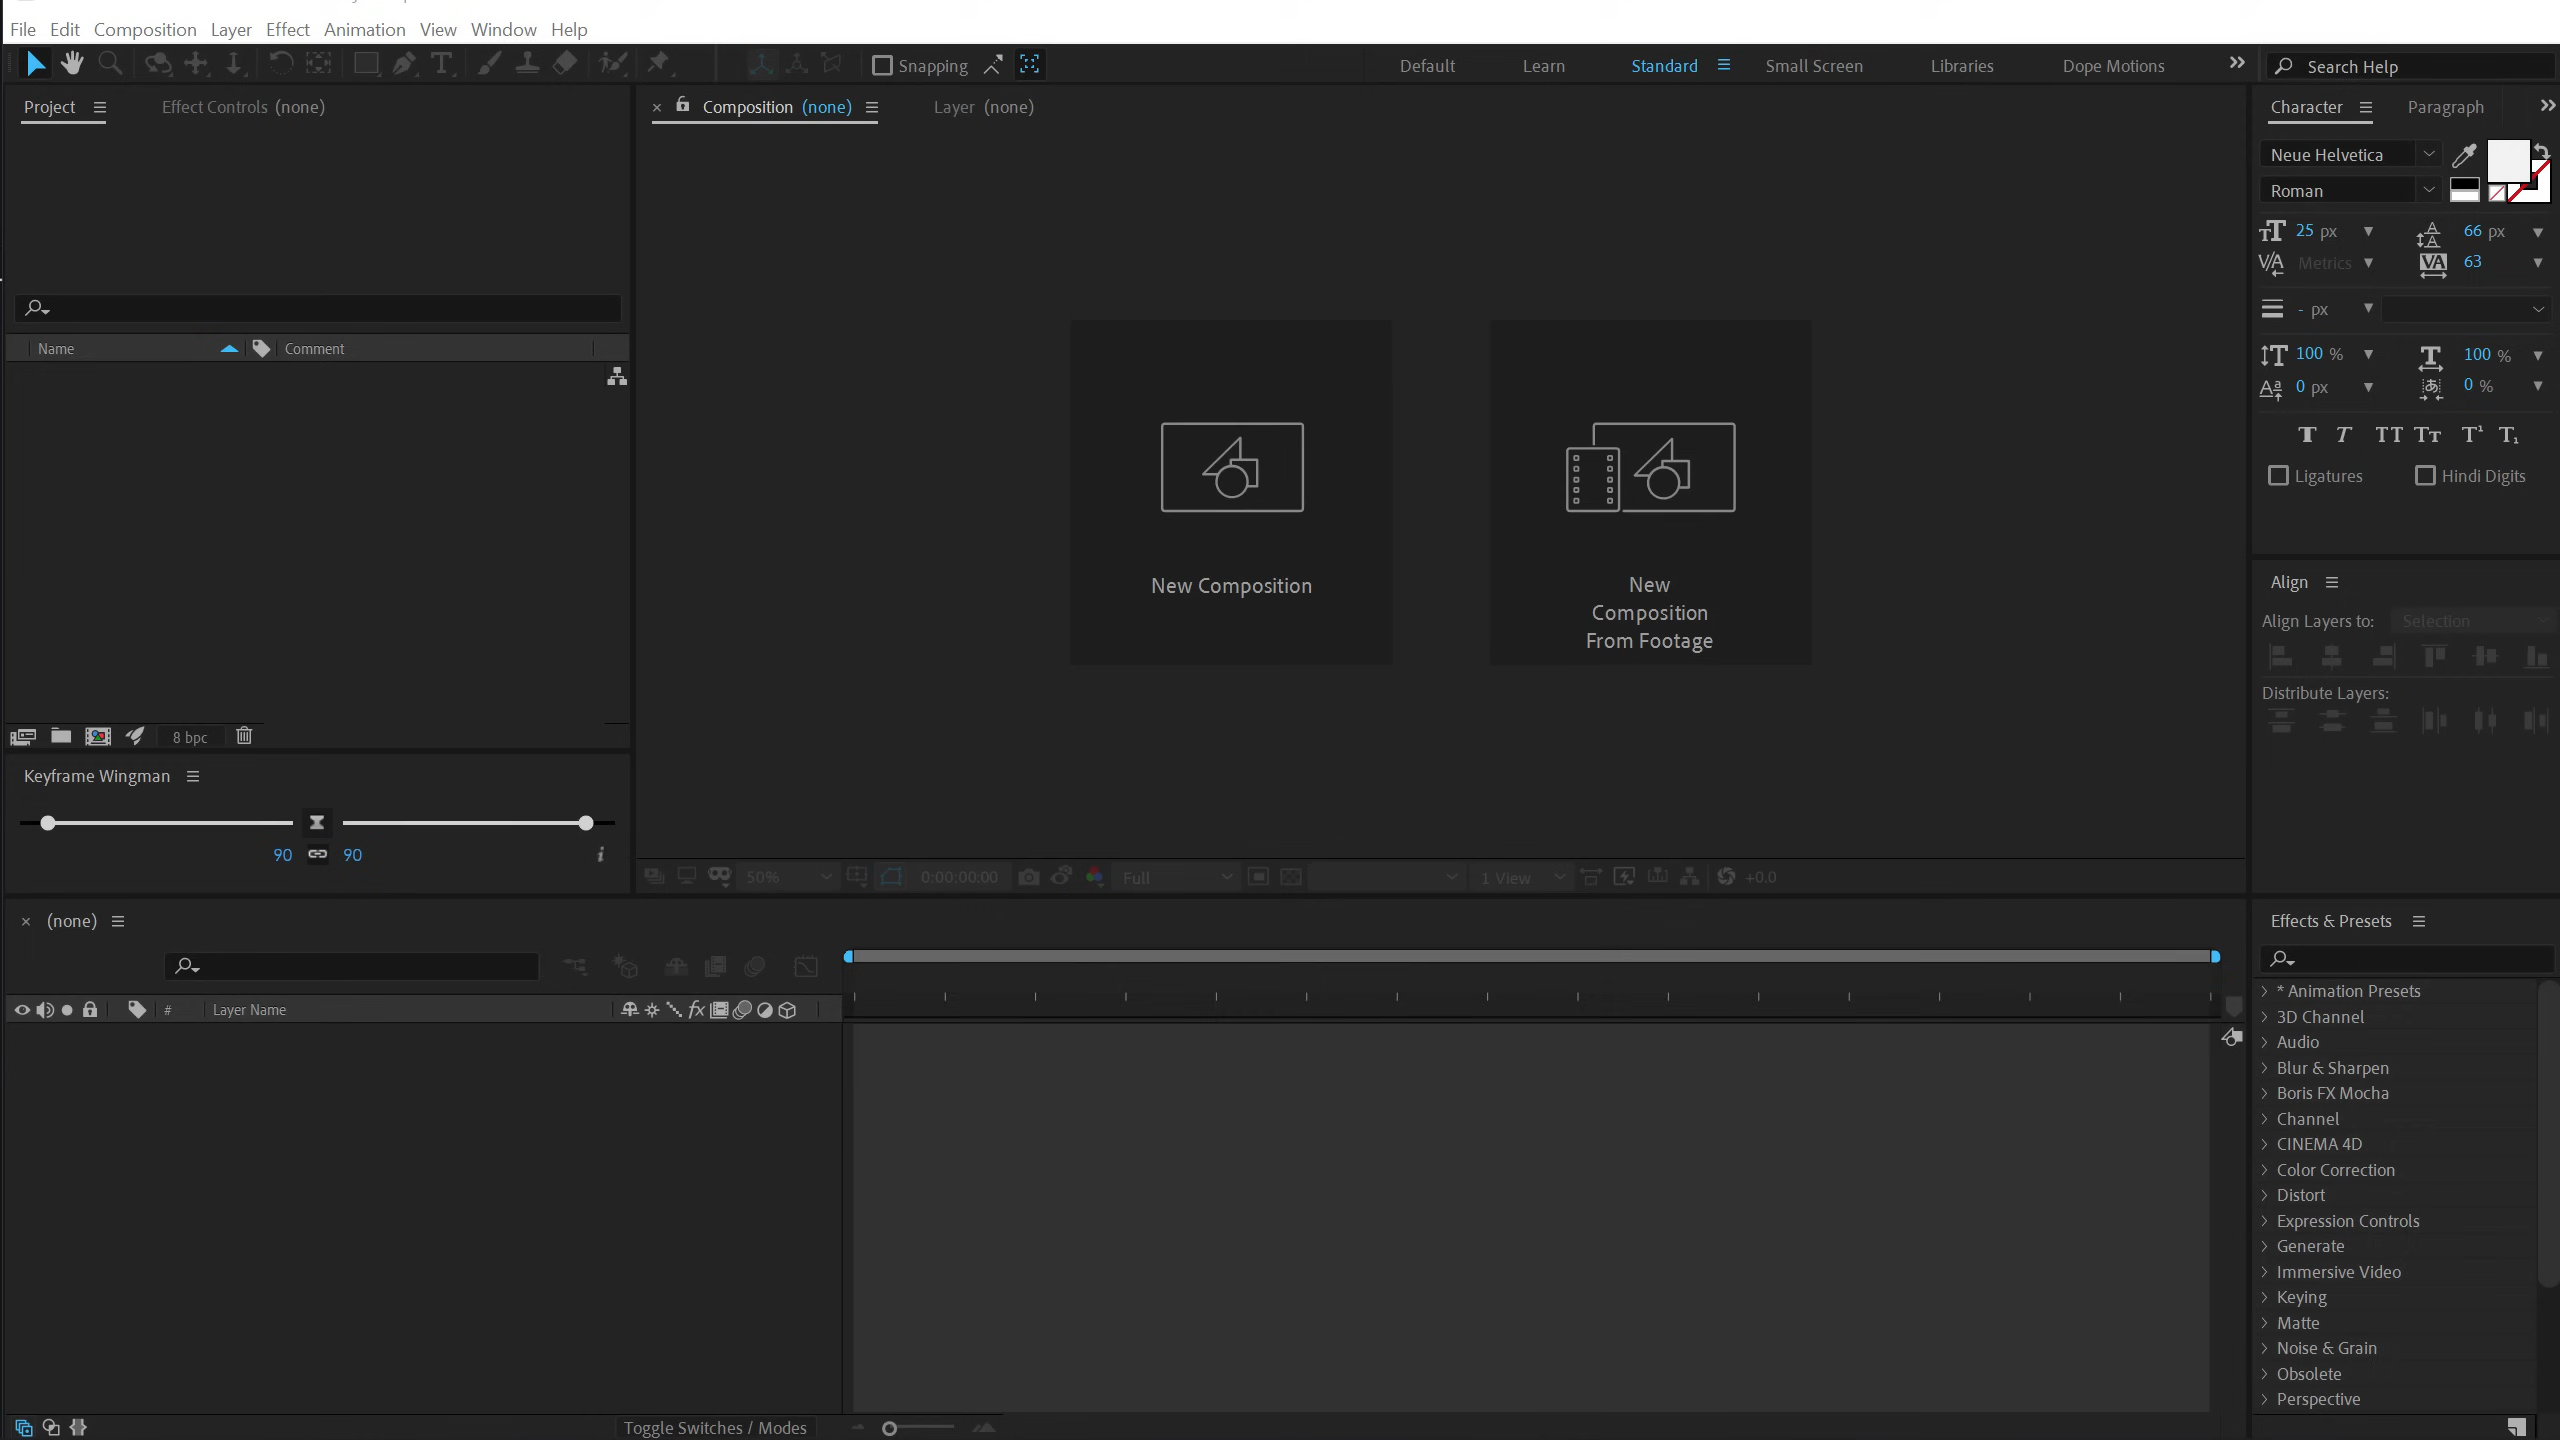 File Edit Composition Layer Effect Animation View Window Help
Snapping Default Learn Standard Small Screen Libraries Dope Motions Search Help
Project Effect Controls (none)
Composition (none) Layer (none)
Character Paragraph
Neue Helvetica
Roman
25 px 66 px
Metrics 63
- px
100 % 100 %
0 px 0 %
Ligatures Hindi Digits
Name Comment
New Composition
New
Composition
From Footage
Align
Align Layers to: Selection
Distribute Layers:
8 bpc
Keyframe Wingman
90 90
50% 0:00:00:00 Full 1 View +0.0
(none)
# Layer Name
Toggle Switches / Modes
Effects & Presets
* Animation Presets
3D Channel
Audio
Blur & Sharpen
Boris FX Mocha
Channel
CINEMA 4D
Color Correction
Distort
Expression Controls
Generate
Immersive Video
Keying
Matte
Noise & Grain
Obsolete
Perspective